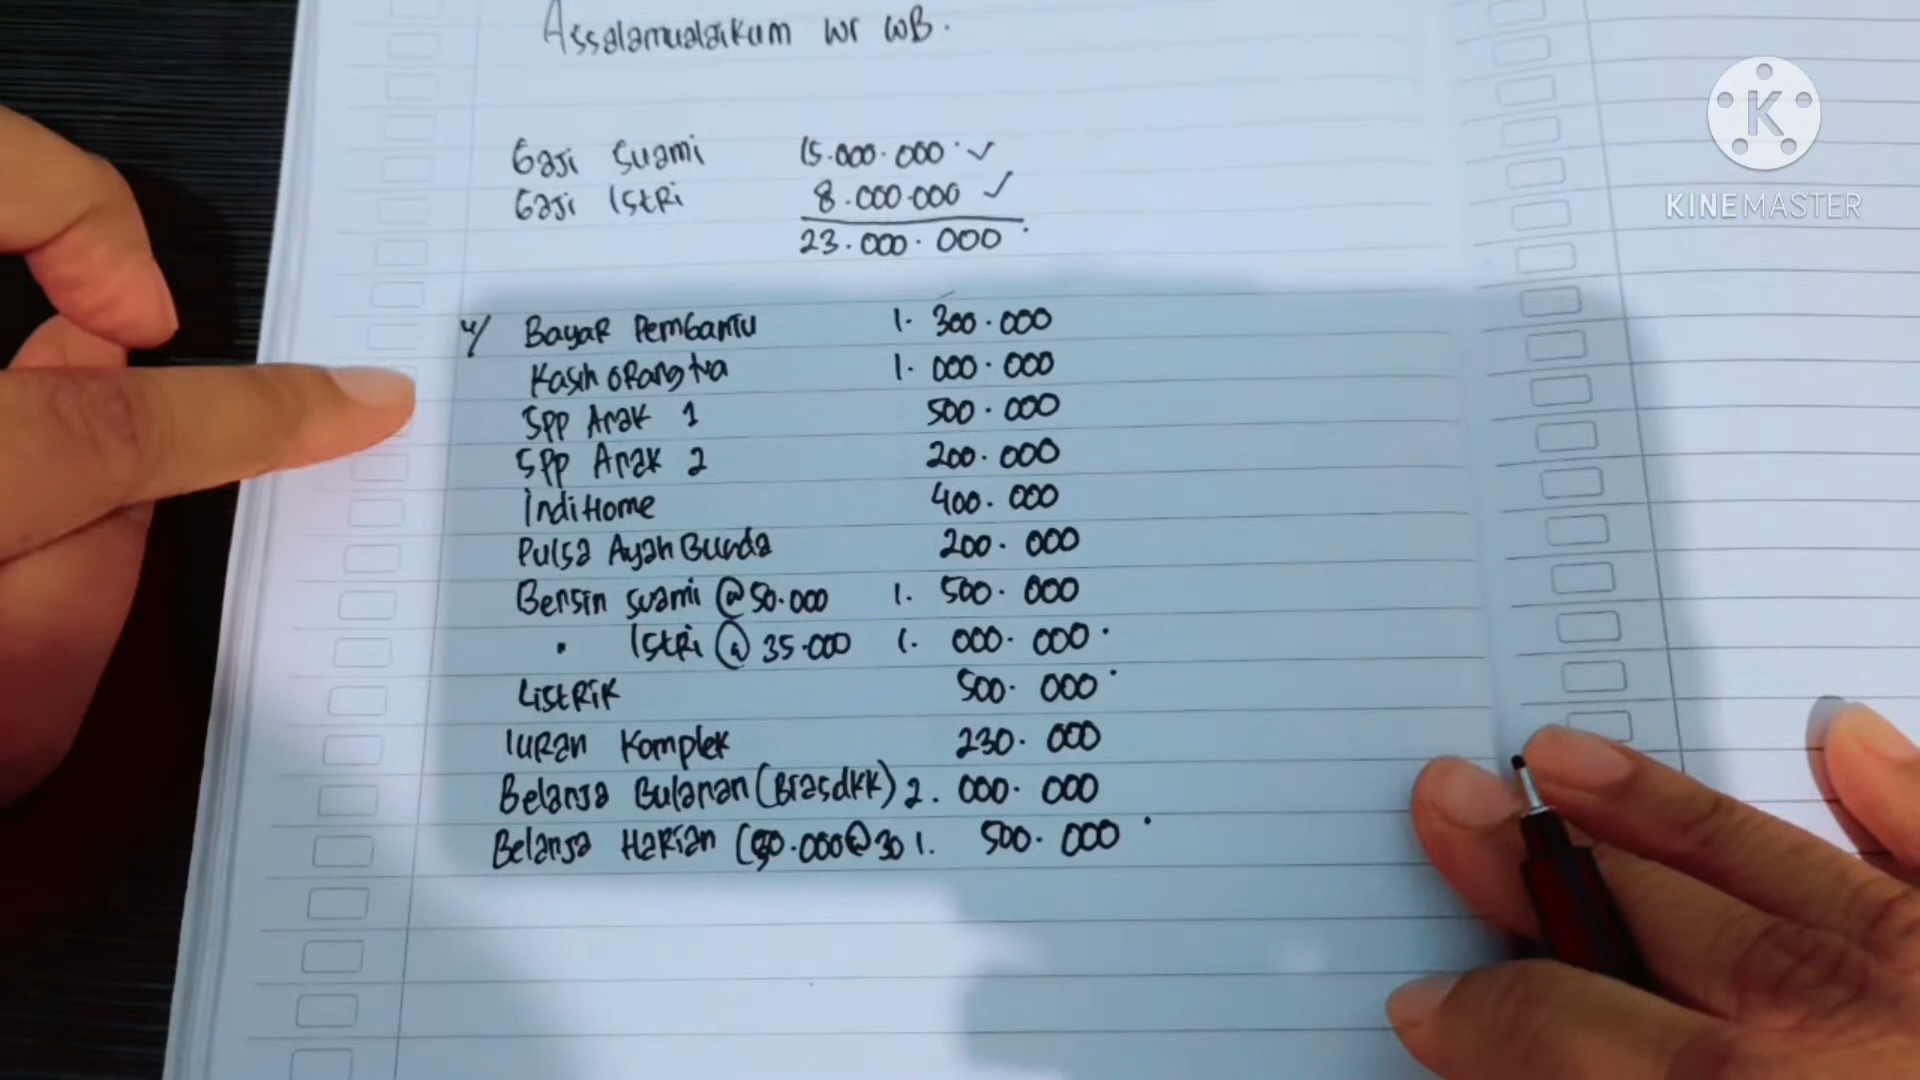 Assalamualaikum wr wB.
Gaji Suami 15.000.000
Gaji Istri 8.000.000
23.000.000
K
KINEMASTER
u/ Bayar Pembantu 1.300.000
Kasih orang tua 1.000.000
Spp Anak 1 500.000
Spp Anak 2 200.000
IndiHome 400.000
Pulsa Ayah Bunda 200.000
Bensin suami @50.000 1.500.000
" Istri @ 35.000 1.000.000
Listrik 500.000
Iuran Komplek 230.000
Belanja Bulanan (Brasdkk) 2.000.000
Belanja Harian (50.000@30 1.500.000